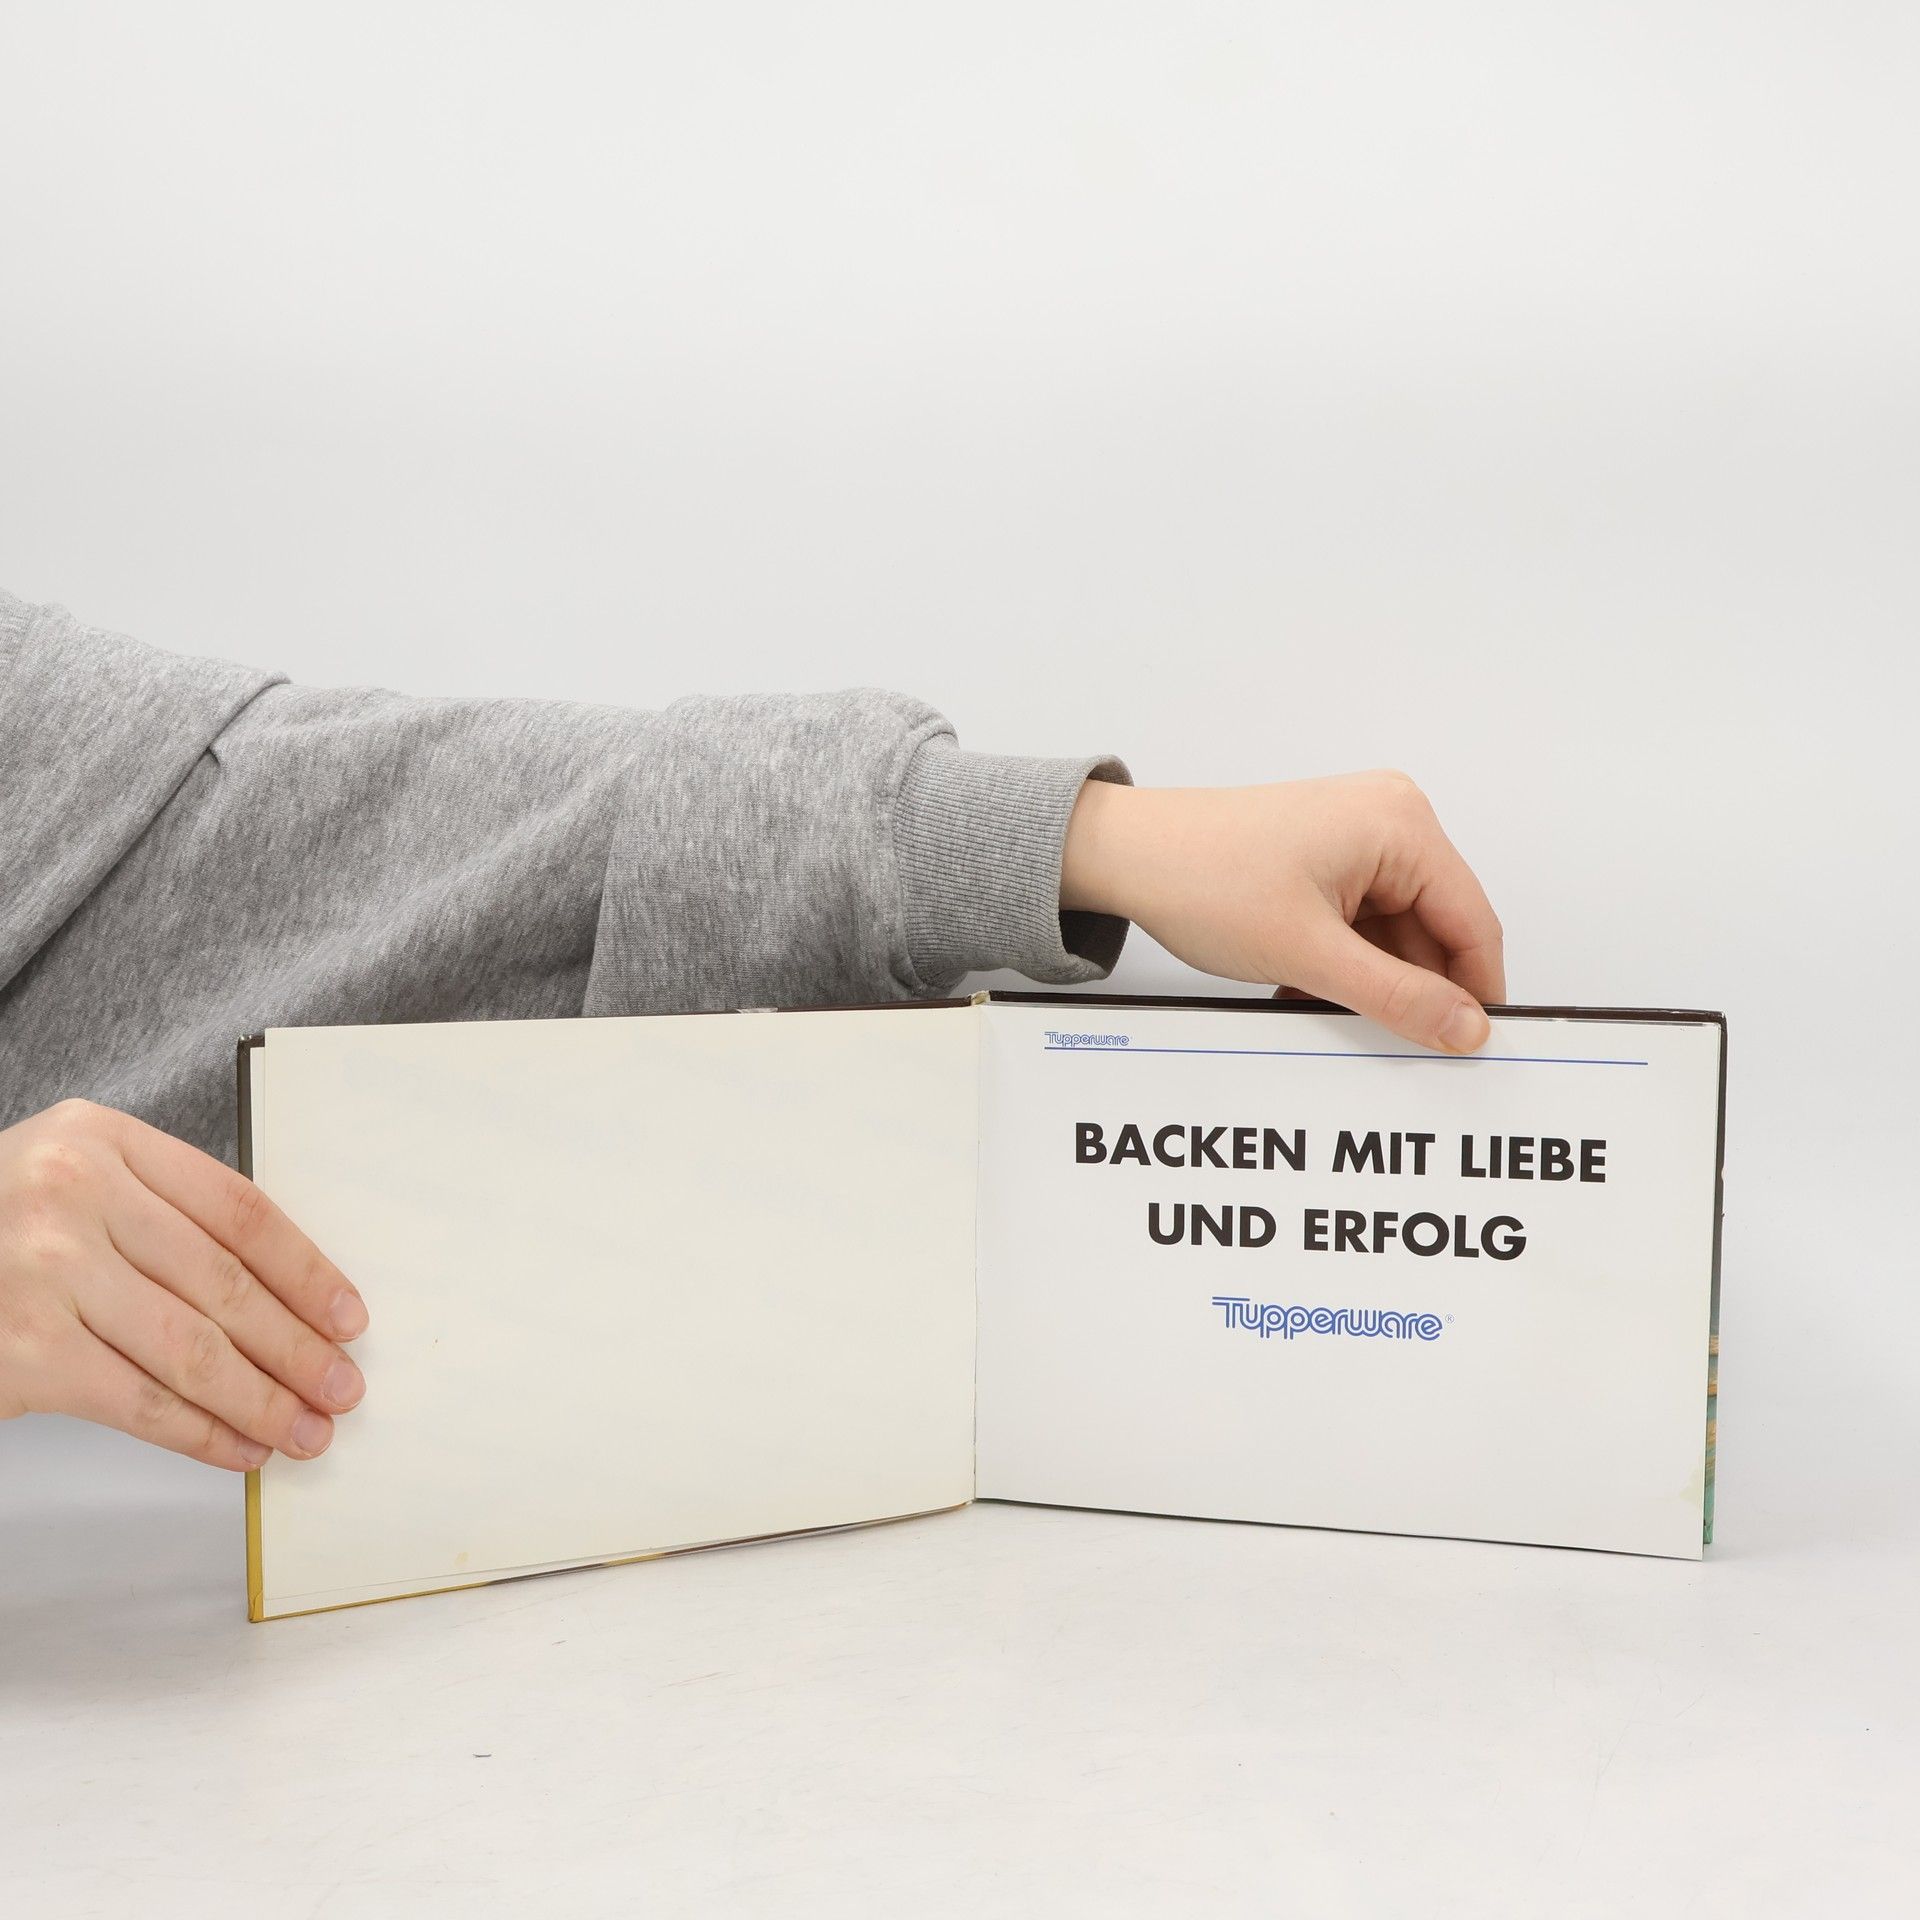 Tupperware
BACKEN MIT LIEBE
UND ERFOLG
Tupperware®